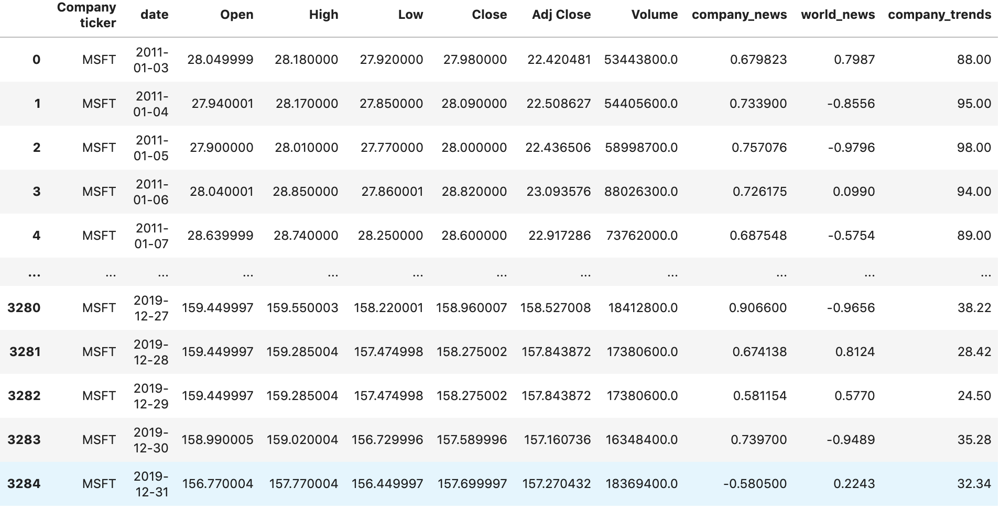 Company ticker date Open High Low Close Adj Close Volume company_news world_news company_trends
0 MSFT 2011-01-03 28.049999 28.180000 27.920000 27.980000 22.420481 53443800.0 0.679823 0.7987 88.00
1 MSFT 2011-01-04 27.940001 28.170000 27.850000 28.090000 22.508627 54405600.0 0.733900 -0.8556 95.00
2 MSFT 2011-01-05 27.900000 28.010000 27.770000 28.000000 22.436506 58998700.0 0.757076 -0.9796 98.00
3 MSFT 2011-01-06 28.040001 28.850000 27.860001 28.820000 23.093576 88026300.0 0.726175 0.0990 94.00
4 MSFT 2011-01-07 28.639999 28.740000 28.250000 28.600000 22.917286 73762000.0 0.687548 -0.5754 89.00
... ... ... ... ... ... ... ... ... ... ... ...
3280 MSFT 2019-12-27 159.449997 159.550003 158.220001 158.960007 158.527008 18412800.0 0.906600 -0.9656 38.22
3281 MSFT 2019-12-28 159.449997 159.285004 157.474998 158.275002 157.843872 17380600.0 0.674138 0.8124 28.42
3282 MSFT 2019-12-29 159.449997 159.285004 157.474998 158.275002 157.843872 17380600.0 0.581154 0.5770 24.50
3283 MSFT 2019-12-30 158.990005 159.020004 156.729996 157.589996 157.160736 16348400.0 0.739700 -0.9489 35.28
3284 MSFT 2019-12-31 156.770004 157.770004 156.449997 157.699997 157.270432 18369400.0 -0.580500 0.2243 32.34